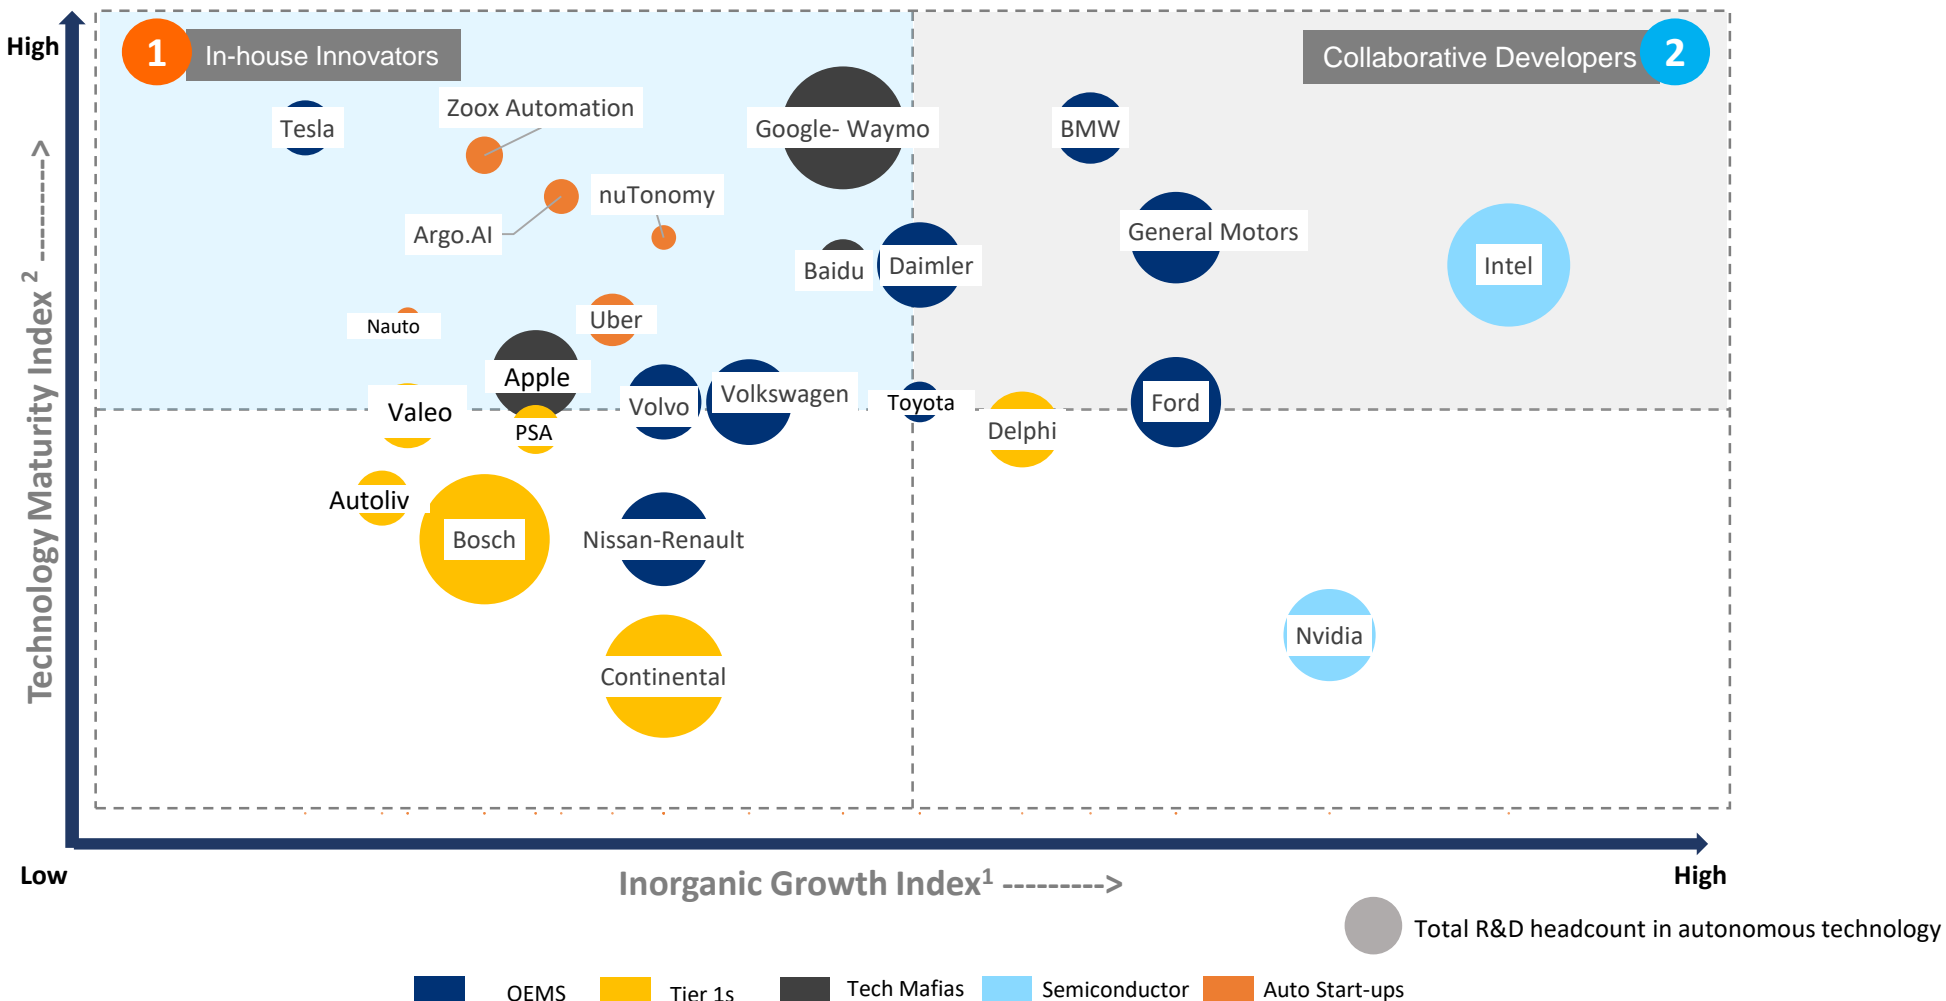 High
1
In-house Innovators
Collaborative Developers
2
Tesla
Zoox Automation
Google- Waymo
BMW
Argo.AI
nuTonomy
Baidu
Daimler
General Motors
Intel
Nauto
Uber
Apple
Valeo
PSA
Volvo
Volkswagen
Toyota
Delphi
Ford
Autoliv
Bosch
Nissan-Renault
Continental
Nvidia
Technology Maturity Index 2 --------->
Low
Inorganic Growth Index1 --------->
High
Total R&D headcount in autonomous technology
OEMS
Tier 1s
Tech Mafias
Semiconductor
Auto Start-ups